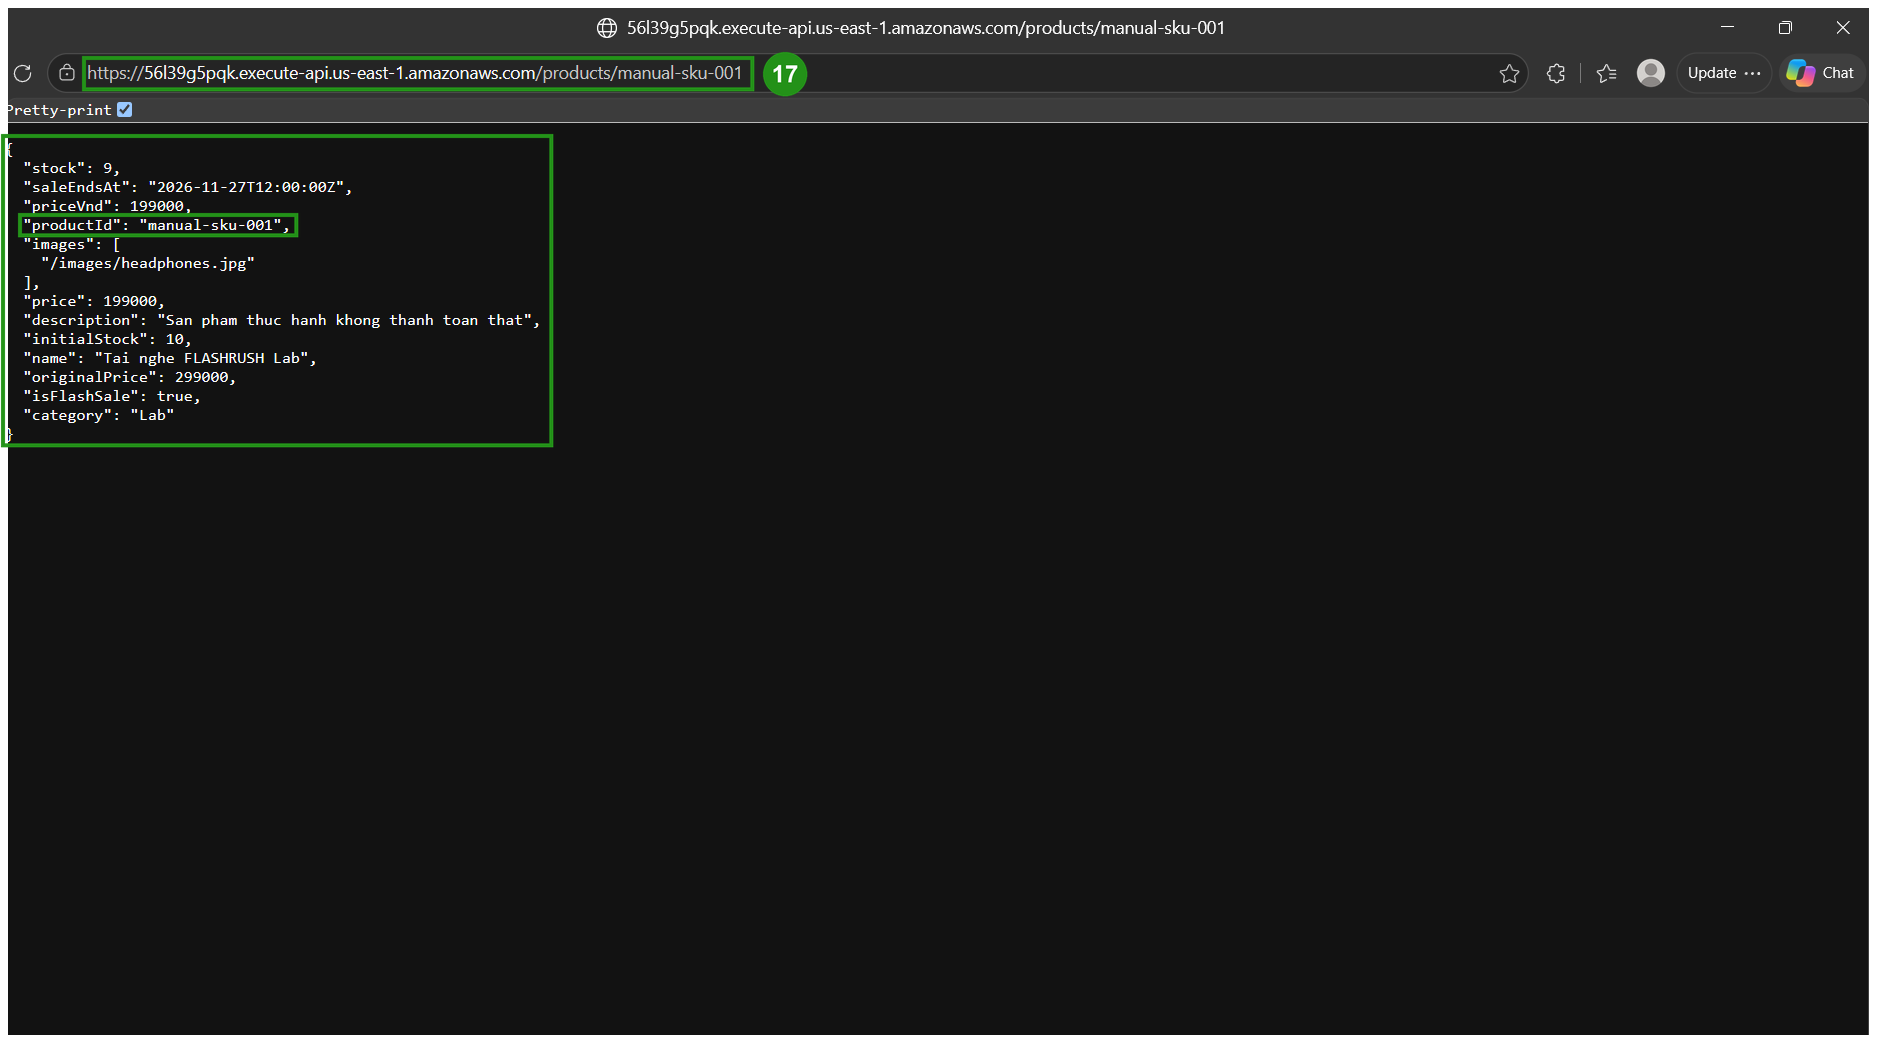 56l39g5pqk.execute-api.us-east-1.amazonaws.com/products/manual-sku-001
https://56l39g5pqk.execute-api.us-east-1.amazonaws.com/products/manual-sku-001 17 Update ··· Chat
Pretty-print
{
"stock": 9,
"saleEndsAt": "2026-11-27T12:00:00Z",
"priceVnd": 199000,
"productId": "manual-sku-001",
"images": [
"/images/headphones.jpg"
],
"price": 199000,
"description": "San pham thuc hanh khong thanh toan that",
"initialStock": 10,
"name": "Tai nghe FLASHRUSH Lab",
"originalPrice": 299000,
"isFlashSale": true,
"category": "Lab"
}